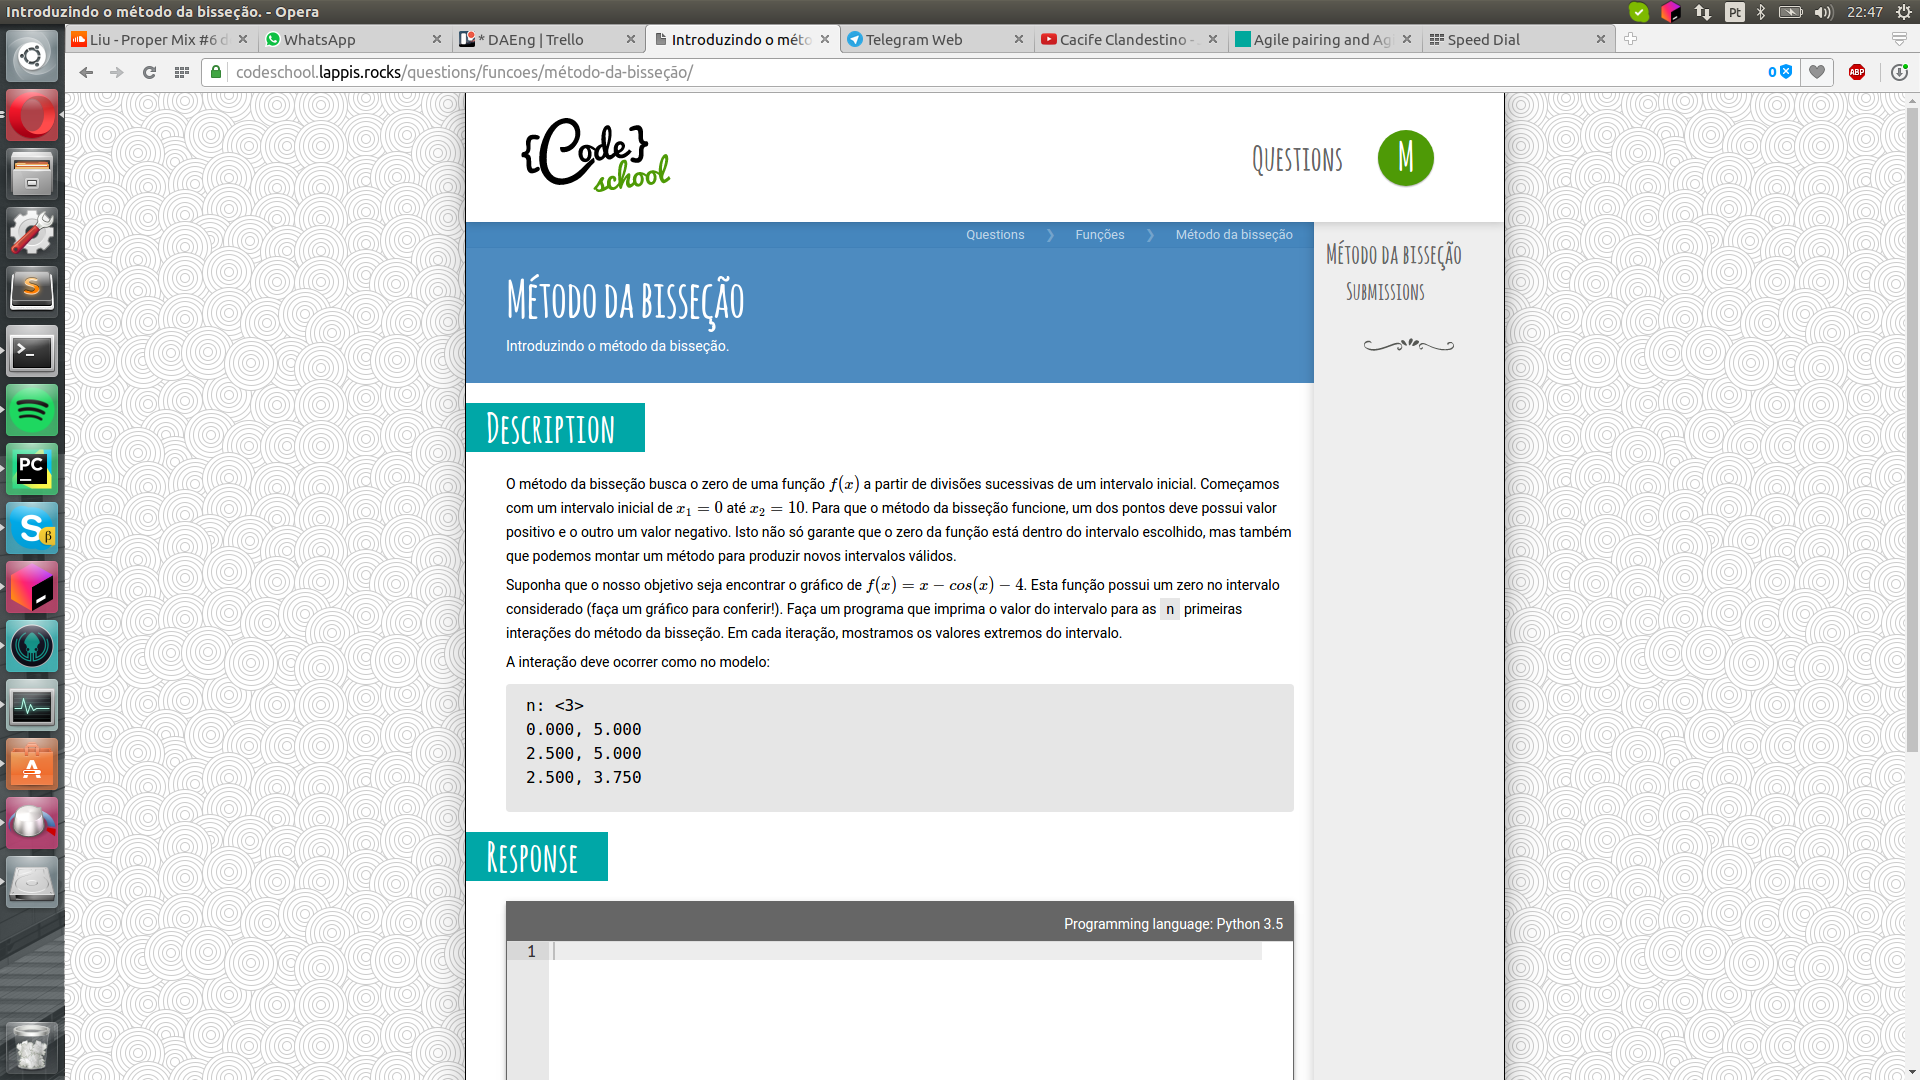 Introduzindo o método da bisseção. - Opera
Pt
22:47
Liu - Proper Mix #6 d
WhatsApp
* DAEng | Trello
Introduzindo o méto
Telegram Web
Cacife Clandestino -
Agile pairing and Ag
Speed Dial
codeschool.lappis.rocks/questions/funcoes/método-da-bisseção/
0
ABP
{Code}
school
Questions
M
Questions
Funções
Método da bisseção
Método da bisseção
Introduzindo o método da bisseção.
Método da bisseção
Submissions
Description
O método da bisseção busca o zero de uma função f(x) a partir de divisões sucessivas de um intervalo inicial. Começamos
com um intervalo inicial de x₁ = 0 até x₂ = 10. Para que o método da bisseção funcione, um dos pontos deve possui valor
positivo e o outro um valor negativo. Isto não só garante que o zero da função está dentro do intervalo escolhido, mas também
que podemos montar um método para produzir novos intervalos válidos.
Suponha que o nosso objetivo seja encontrar o gráfico de f(x) = x − cos(x) − 4. Esta função possui um zero no intervalo
considerado (faça um gráfico para conferir!). Faça um programa que imprima o valor do intervalo para as n primeiras
interações do método da bisseção. Em cada iteração, mostramos os valores extremos do intervalo.
A interação deve ocorrer como no modelo:
n: <3>
0.000, 5.000
2.500, 5.000
2.500, 3.750
Response
Programming language: Python 3.5
1
S
>_
PC
S
β
A